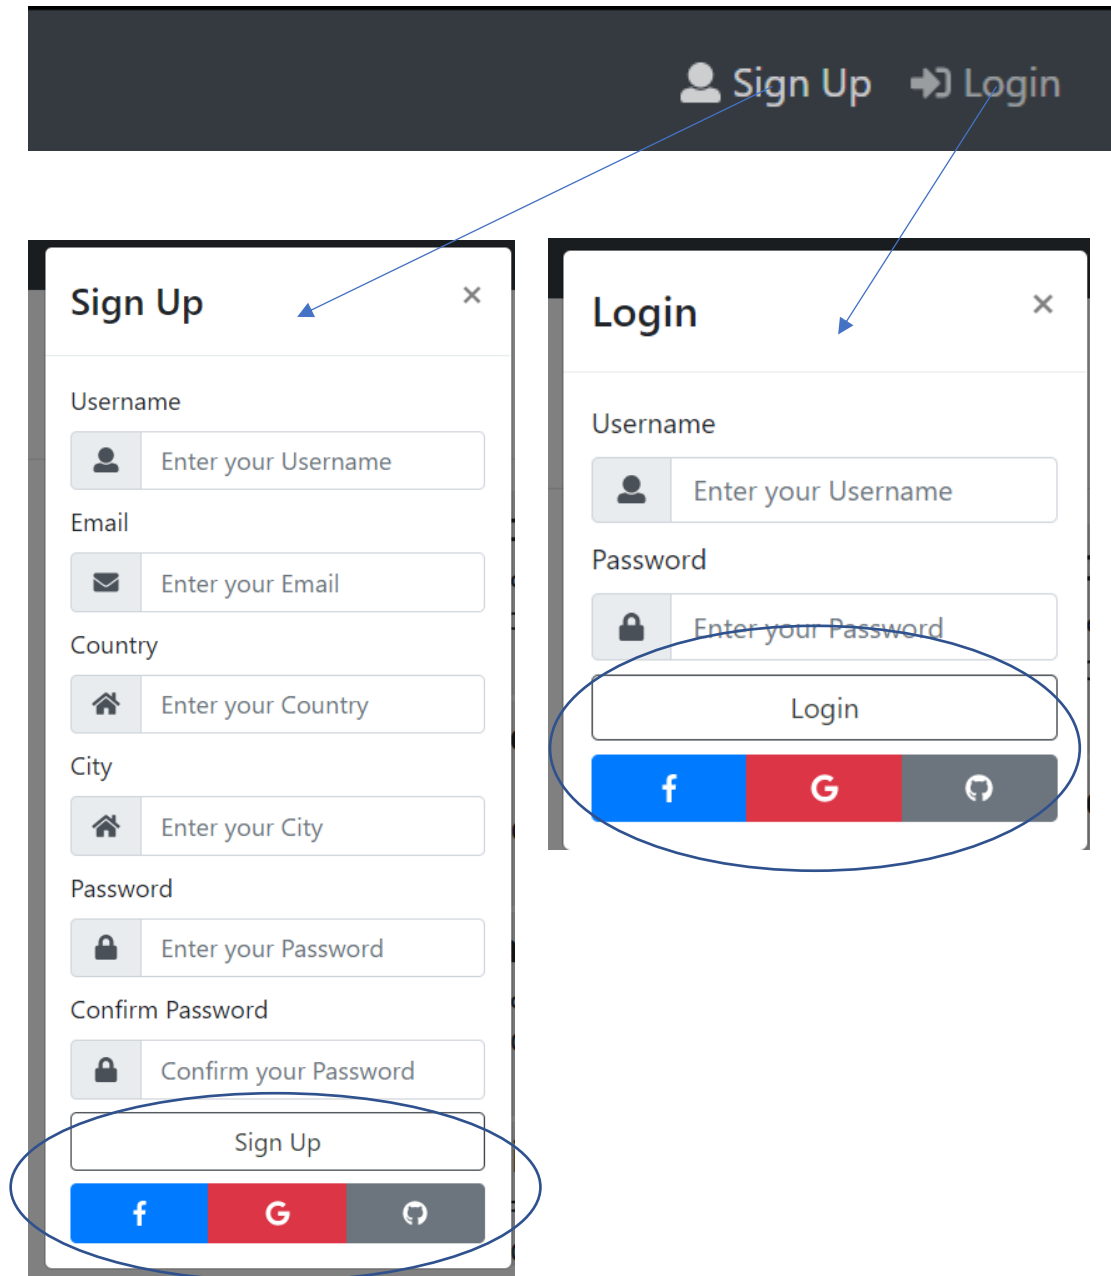 Sign Up Login
Sign Up ×
Username
Enter your Username
Email
Enter your Email
Country
Enter your Country
City
Enter your City
Password
Enter your Password
Confirm Password
Confirm your Password
Sign Up
f G
Login ×
Username
Enter your Username
Password
Enter your Password
Login
f G